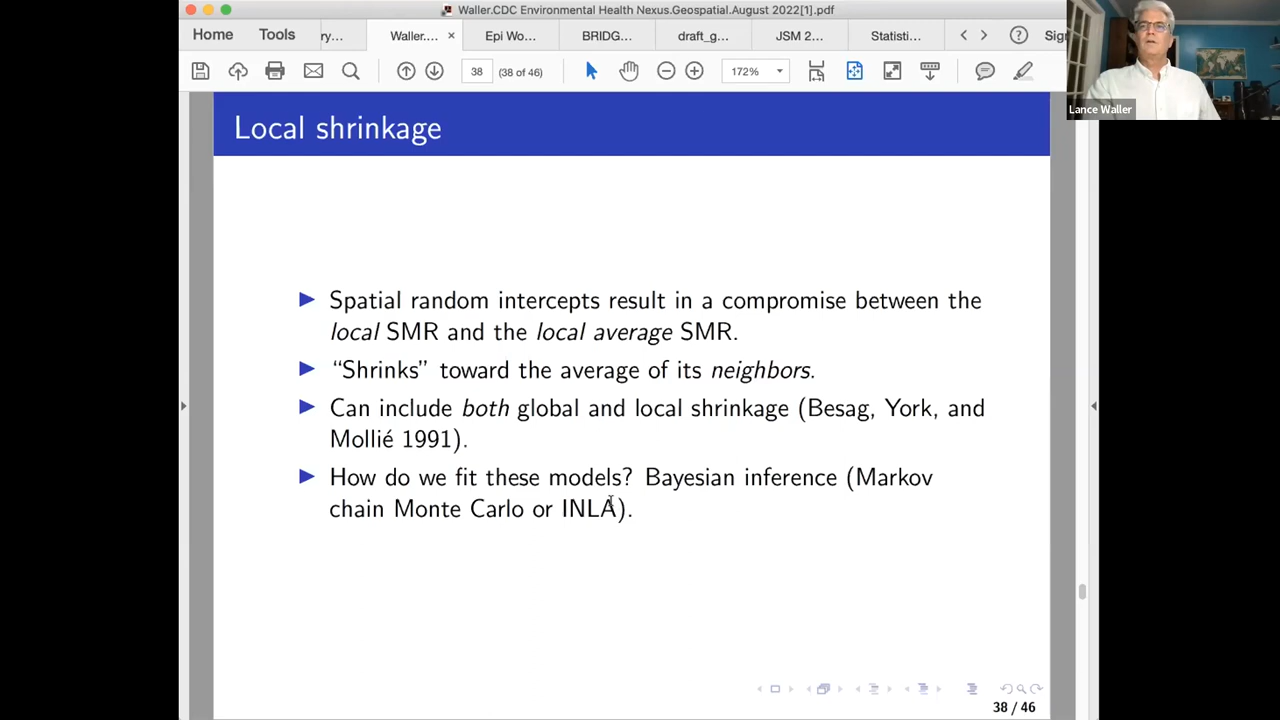 Waller.CDC Environmental Health Nexus.Geospatial.August 2022[1].pdf
Home Tools ry... Waller.... × Epi Wo... BRIDG... draft_g... JSM 2... Statisti... ? Sig
38 (38 of 46) 172%
Lance Waller
Local shrinkage
Spatial random intercepts result in a compromise between the
local SMR and the local average SMR.
“Shrinks” toward the average of its neighbors.
Can include both global and local shrinkage (Besag, York, and
Mollié 1991).
How do we fit these models? Bayesian inference (Markov
chain Monte Carlo or INLA).
38 / 46